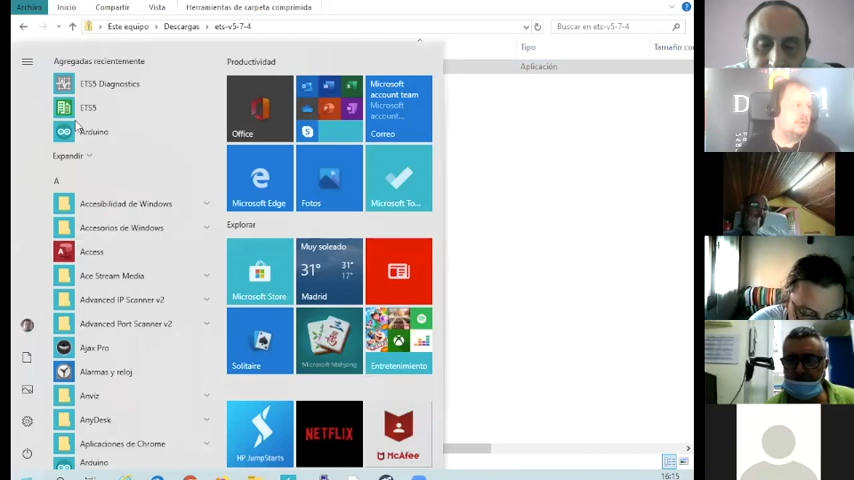 Archivo Inicio Compartir Vista Herramientas de carpeta comprimida
Este equipo > Descargas > ets-v5-7-4
Buscar en ets-v5-7-4
Tipo
Tamaño co
Aplicación
Agregadas recientemente
ETS5 Diagnostics
ETS5
Arduino
Expandir
A
Accesibilidad de Windows
Accesorios de Windows
Access
Ace Stream Media
Advanced IP Scanner v2
Advanced Port Scanner v2
Ajax Pro
Alarmas y reloj
Anviz
AnyDesk
Aplicaciones de Chrome
Arduino
Productividad
Office
Microsoft
account team
Microsoft
account...
Correo
Microsoft Edge
Fotos
Microsoft To...
Explorar
Microsoft Store
Muy soleado
31° 31°
17°
Madrid
Solitaire
Microsoft Mahjong
Entretenimiento
HP JumpStarts
NETFLIX
McAfee
16:15